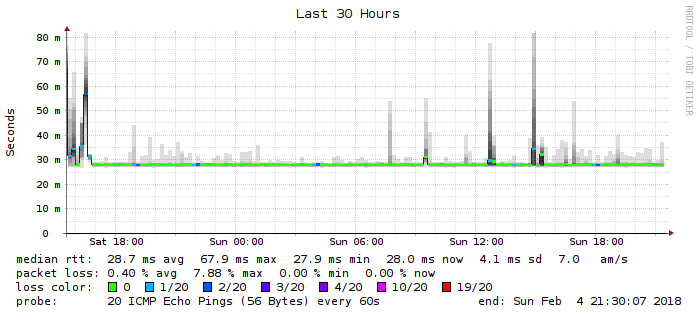 Last 30 Hours
RRDTOOL / TOBI OETIKER
Seconds
80 m
70 m
60 m
50 m
40 m
30 m
20 m
10 m
0
Sat 18:00 Sun 00:00 Sun 06:00 Sun 12:00 Sun 18:00
median rtt: 28.7 ms avg 67.9 ms max 27.9 ms min 28.0 ms now 4.1 ms sd 7.0 am/s
packet loss: 0.40 % avg 7.88 % max 0.00 % min 0.00 % now
loss color: 0 1/20 2/20 3/20 4/20 10/20 19/20
probe: 20 ICMP Echo Pings (56 Bytes) every 60s end: Sun Feb 4 21:30:07 2018